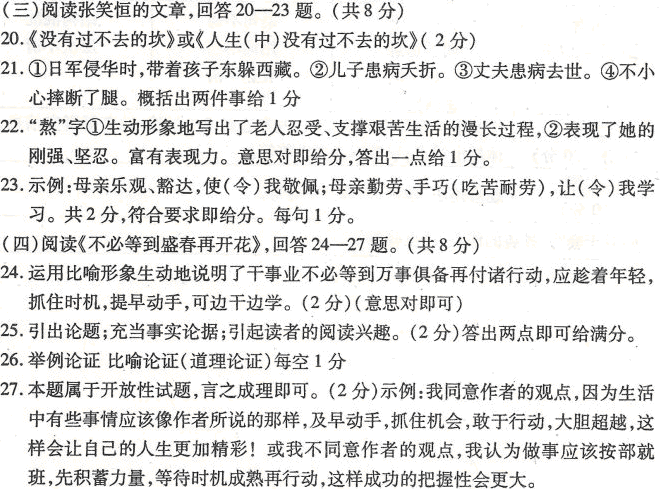 (三)阅读张笑恒的文章,回答20—23题。(共8分)
20.《没有过不去的坎》或《人生(中)没有过不去的坎》(2分)
21.①日军侵华时,带着孩子东躲西藏。②儿子患病夭折。③丈夫患病去世。④不小
心摔断了腿。概括出两件事给1分
22.“熬”字①生动形象地写出了老人忍受、支撑艰苦生活的漫长过程,②表现了她的
刚强、坚忍。富有表现力。意思对即给分,答出一点给1分。
23.示例:母亲乐观、豁达,使(令)我敬佩;母亲勤劳、手巧(吃苦耐劳),让(令)我学
习。共2分,符合要求即给分。每句1分。
(四)阅读《不必等到盛春再开花》,回答24—27题。(共8分)
24.运用比喻形象生动地说明了干事业不必等到万事俱备再付诸行动,应趁着年轻,
抓住时机,提早动手,可边干边学。(2分)(意思对即可)
25.引出论题;充当事实论据;引起读者的阅读兴趣。(2分)答出两点即可给满分。
26.举例论证 比喻论证(道理论证)每空1分
27.本题属于开放性试题,言之成理即可。(2分)示例:我同意作者的观点,因为生活
中有些事情应该像作者所说的那样,及早动手,抓住机会,敢于行动,大胆超越,这
样会让自己的人生更加精彩!或我不同意作者的观点,我认为做事应该按部就
班,先积蓄力量,等待时机成熟再行动,这样成功的把握性会更大。